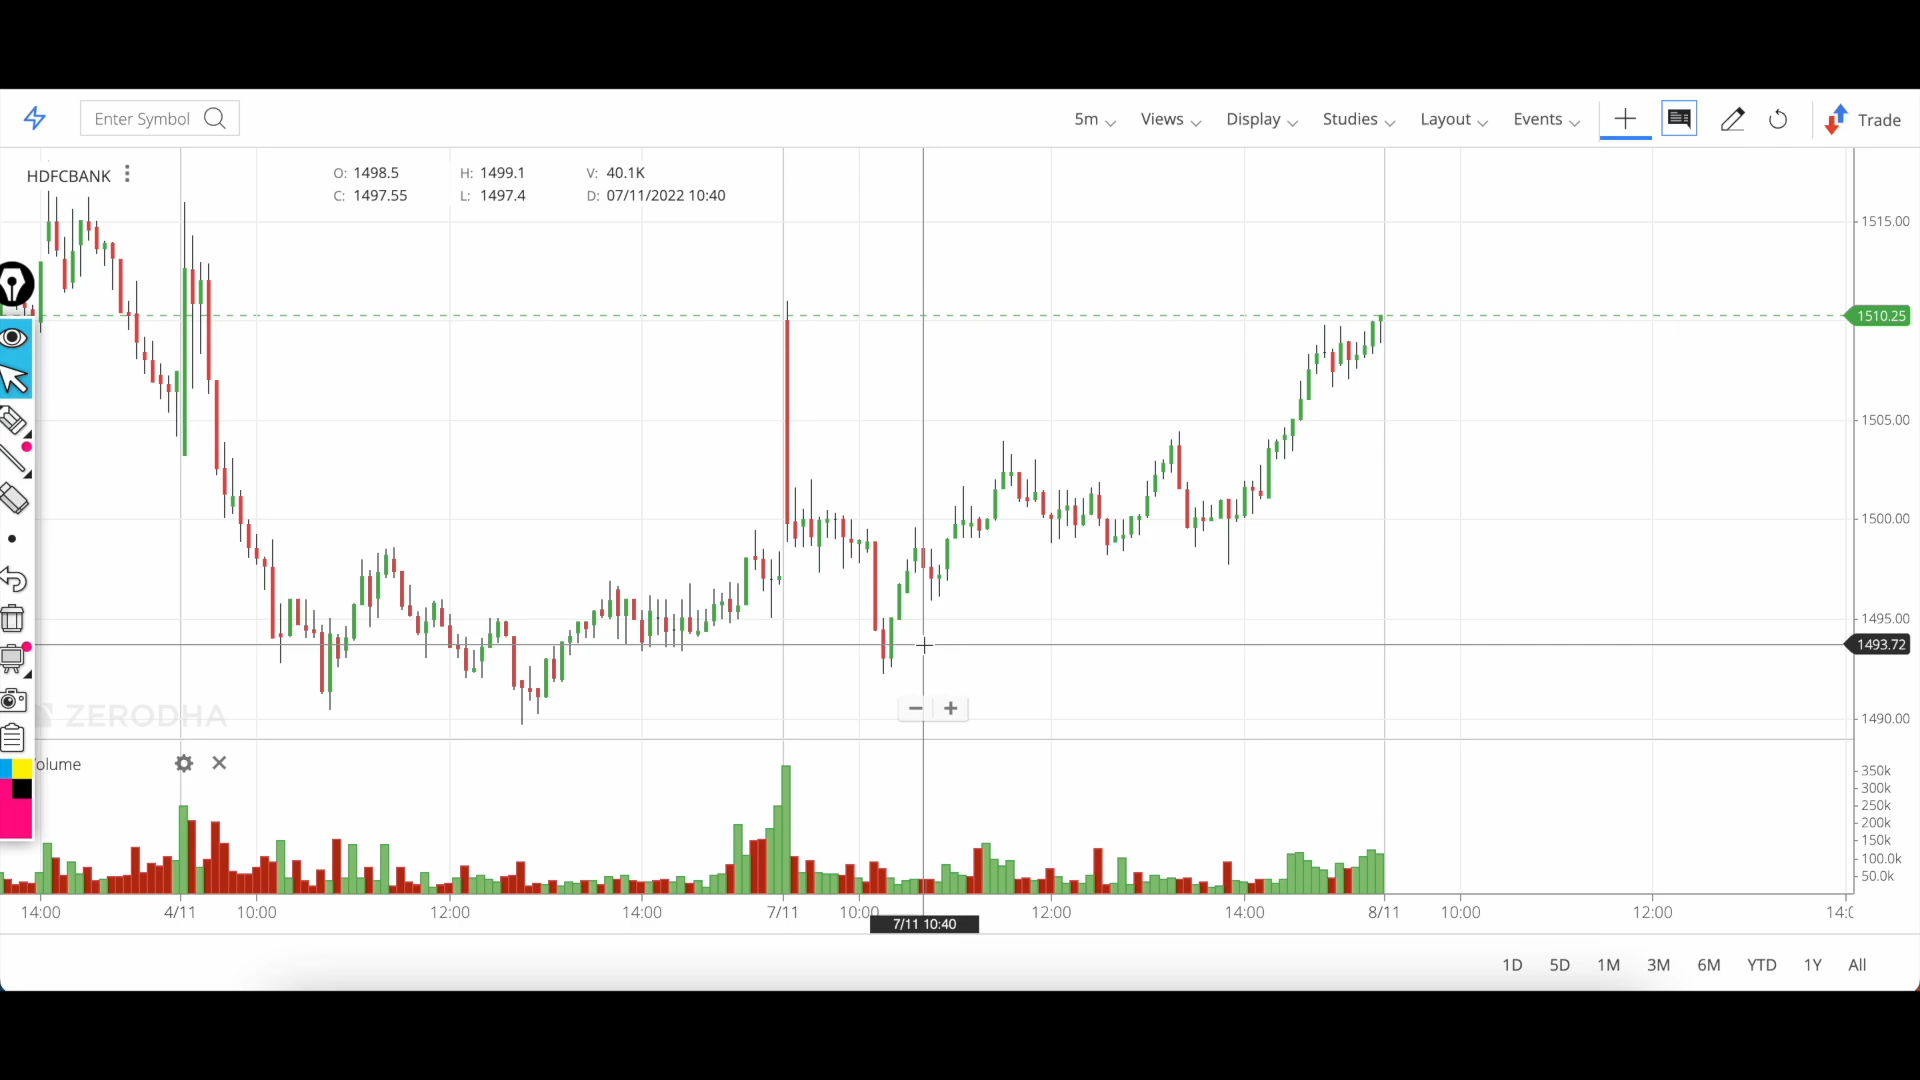 Enter Symbol
5m Views Display Studies Layout Events Trade
HDFCBANK
O: 1498.5 H: 1499.1 V: 40.1K
C: 1497.55 L: 1497.4 D: 07/11/2022 10:40
1515.00
1510.25
1505.00
1500.00
1495.00
1493.72
1490.00
ZERODHA
− +
olume
350k
300k
250k
200k
150k
100.0k
50.0k
14:00 4/11 10:00 12:00 14:00 7/11 10:00 12:00 14:00 8/11 10:00 12:00
7/11 10:40
1D 5D 1M 3M 6M YTD 1Y All